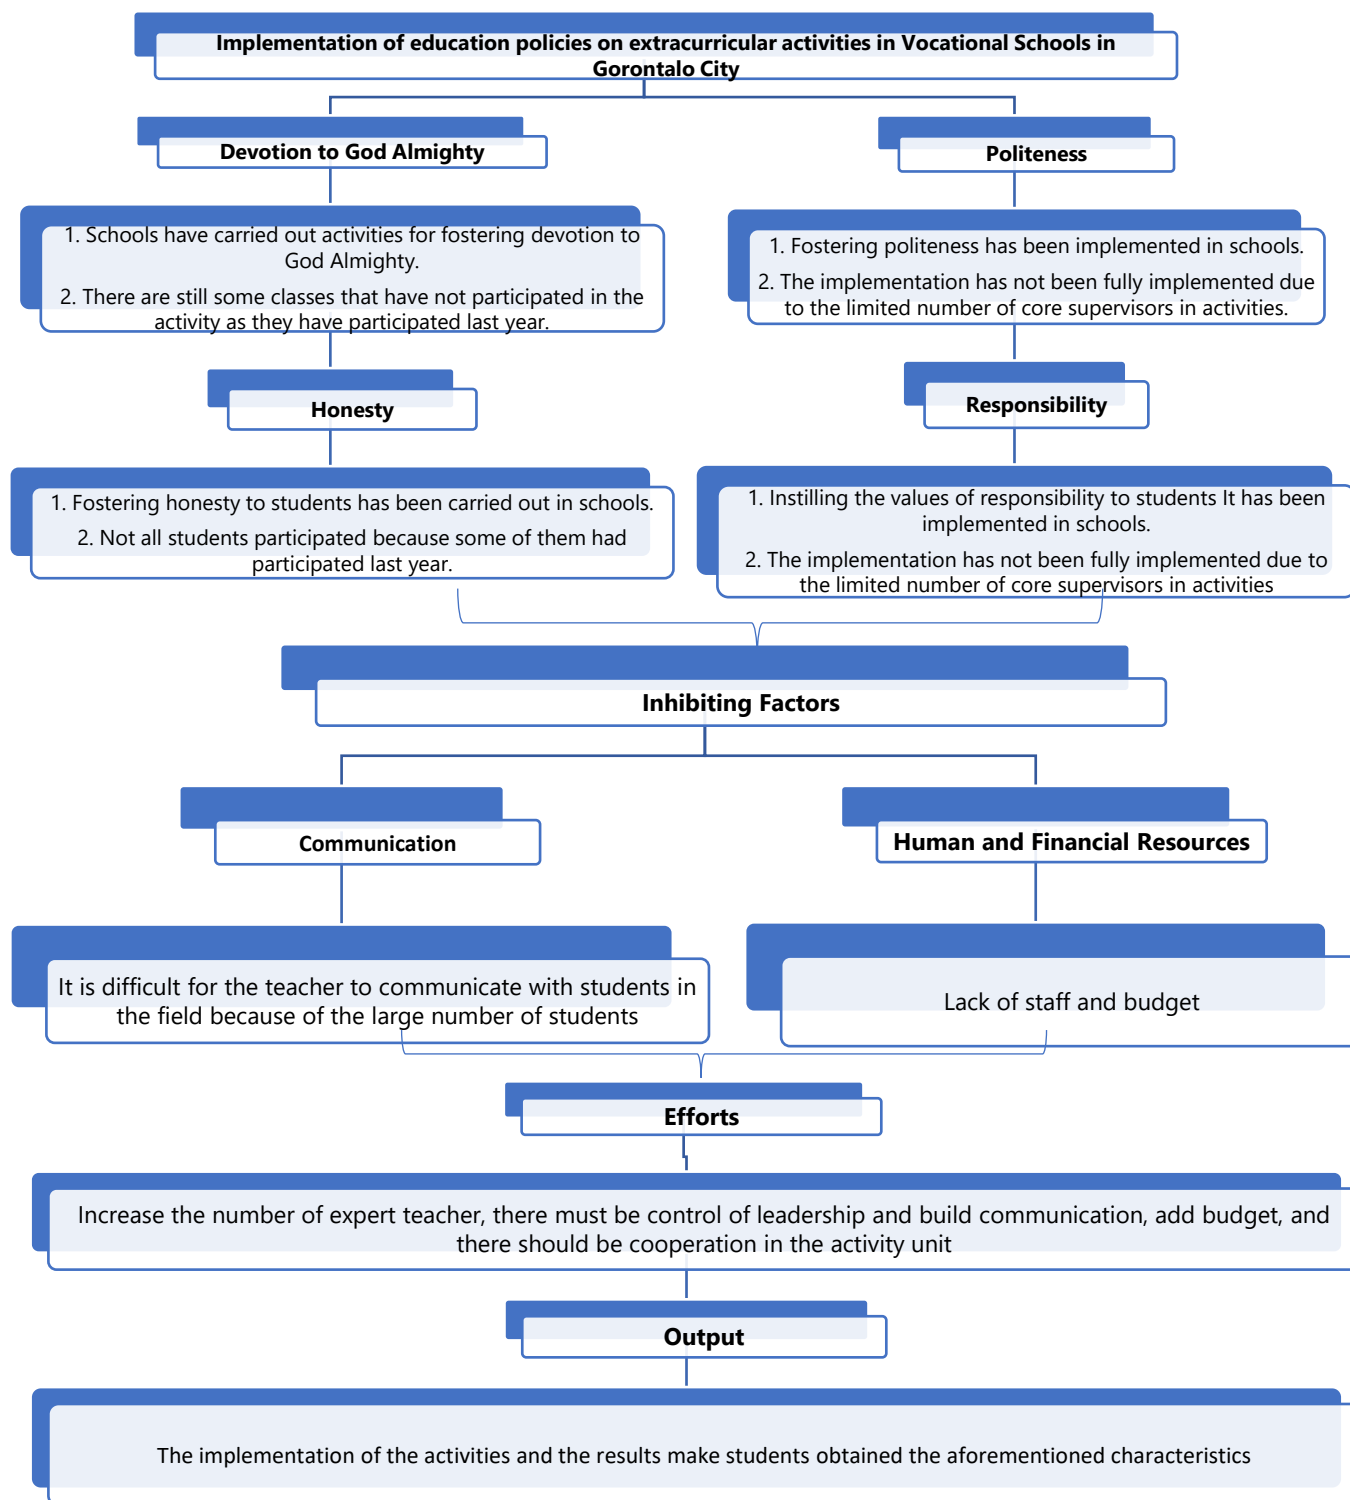 Implementation of education policies on extracurricular activities in Vocational Schools in
Gorontalo City
Devotion to God Almighty
Politeness
1. Schools have carried out activities for fostering devotion to
God Almighty.
2. There are still some classes that have not participated in the
activity as they have participated last year.
1. Fostering politeness has been implemented in schools.
2. The implementation has not been fully implemented due
to the limited number of core supervisors in activities.
Honesty
Responsibility
1. Fostering honesty to students has been carried out in schools.
2. Not all students participated because some of them had
participated last year.
1. Instilling the values of responsibility to students It has been
implemented in schools.
2. The implementation has not been fully implemented due to
the limited number of core supervisors in activities
Inhibiting Factors
Communication
Human and Financial Resources
It is difficult for the teacher to communicate with students in
the field because of the large number of students
Lack of staff and budget
Efforts
Increase the number of expert teacher, there must be control of leadership and build communication, add budget, and
there should be cooperation in the activity unit
Output
The implementation of the activities and the results make students obtained the aforementioned characteristics